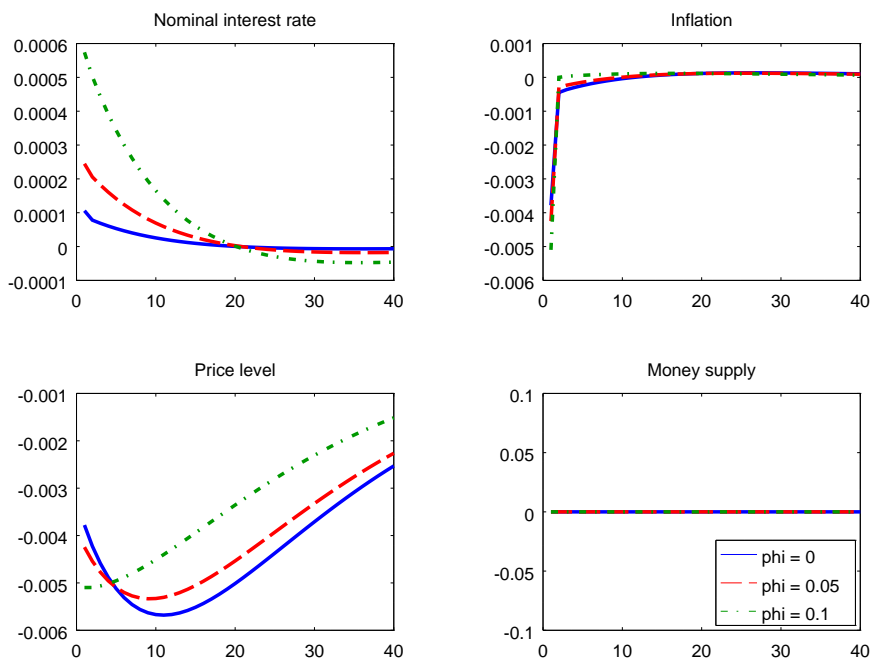 Nominal interest rate
0.0006
0.0005
0.0004
0.0003
0.0002
0.0001
0
-0.0001
0 10 20 30 40
Inflation
0.001
0
-0.001
-0.002
-0.003
-0.004
-0.005
-0.006
0 10 20 30 40
Price level
-0.001
-0.002
-0.003
-0.004
-0.005
-0.006
0 10 20 30 40
Money supply
0.1
0.05
0
-0.05
-0.1
0 10 20 30 40
phi = 0
phi = 0.05
phi = 0.1